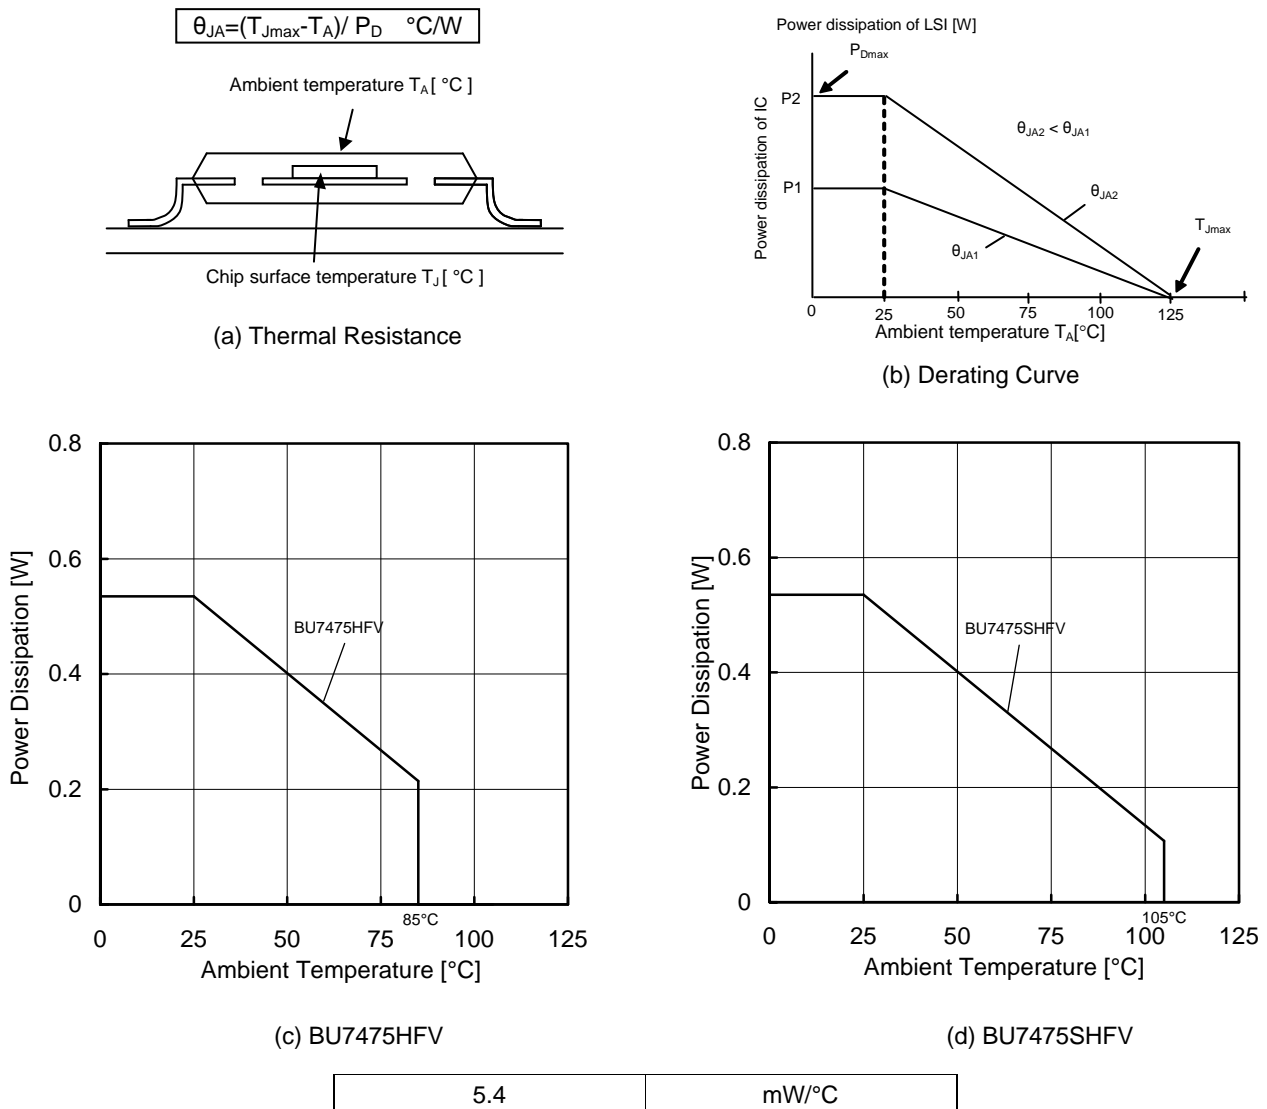 θJA=(TJmax-TA)/ PD °C/W
Ambient temperature TA[ °C ]
Chip surface temperature TJ[ °C ]
(a) Thermal Resistance
Power dissipation of LSI [W]
PDmax
P2
θJA2 < θJA1
P1
θJA2
TJmax
θJA1
Power dissipation of IC
0 25 50 75 100 125
Ambient temperature TA[°C]
(b) Derating Curve
0.8
0.6
0.4
0.2
0
Power Dissipation [W]
BU7475HFV
85°C
0 25 50 75 100 125
Ambient Temperature [°C]
(c) BU7475HFV
0.8
0.6
0.4
0.2
0
Power Dissipation [W]
BU7475SHFV
105°C
0 25 50 75 100 125
Ambient Temperature [°C]
(d) BU7475SHFV
5.4 mW/°C